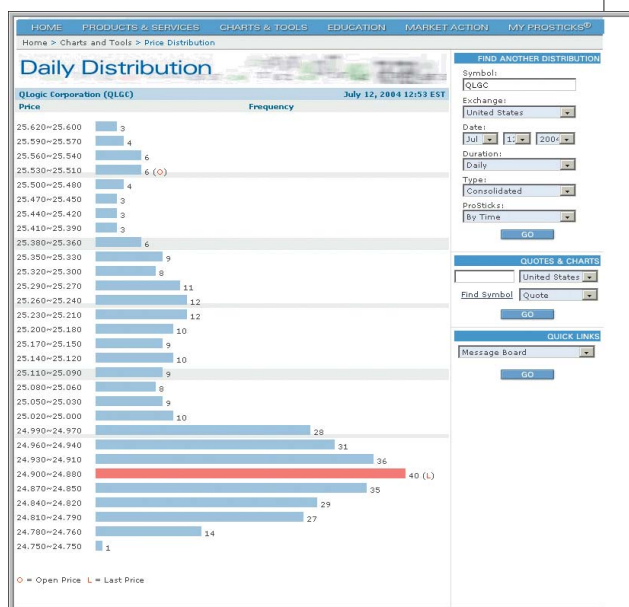 HOME PRODUCTS & SERVICES CHARTS & TOOLS EDUCATION MARKET ACTION MY PROSTICKS®
Home > Charts and Tools > Price Distribution
Daily Distribution
QLogic Corporation (QLGC) July 12, 2004 12:53 EST
Price Frequency
25.620~25.600 3
25.590~25.570 4
25.560~25.540 6
25.530~25.510 6 (O)
25.500~25.480 4
25.470~25.450 3
25.440~25.420 3
25.410~25.390 3
25.380~25.360 6
25.350~25.330 9
25.320~25.300 8
25.290~25.270 11
25.260~25.240 12
25.230~25.210 12
25.200~25.180 10
25.170~25.150 9
25.140~25.120 10
25.110~25.090 9
25.080~25.060 8
25.050~25.030 9
25.020~25.000 10
24.990~24.970 28
24.960~24.940 31
24.930~24.910 36
24.900~24.880 40 (L)
24.870~24.850 35
24.840~24.820 29
24.810~24.790 27
24.780~24.760 14
24.750~24.750 1
O = Open Price L = Last Price
FIND ANOTHER DISTRIBUTION
Symbol:
QLGC
Exchange:
United States
Date:
Jul 2004
Duration:
Daily
Type:
Consolidated
ProSticks:
By Time
GO
QUOTES & CHARTS
United States
Find Symbol Quote
GO
QUICK LINKS
Message Board
GO